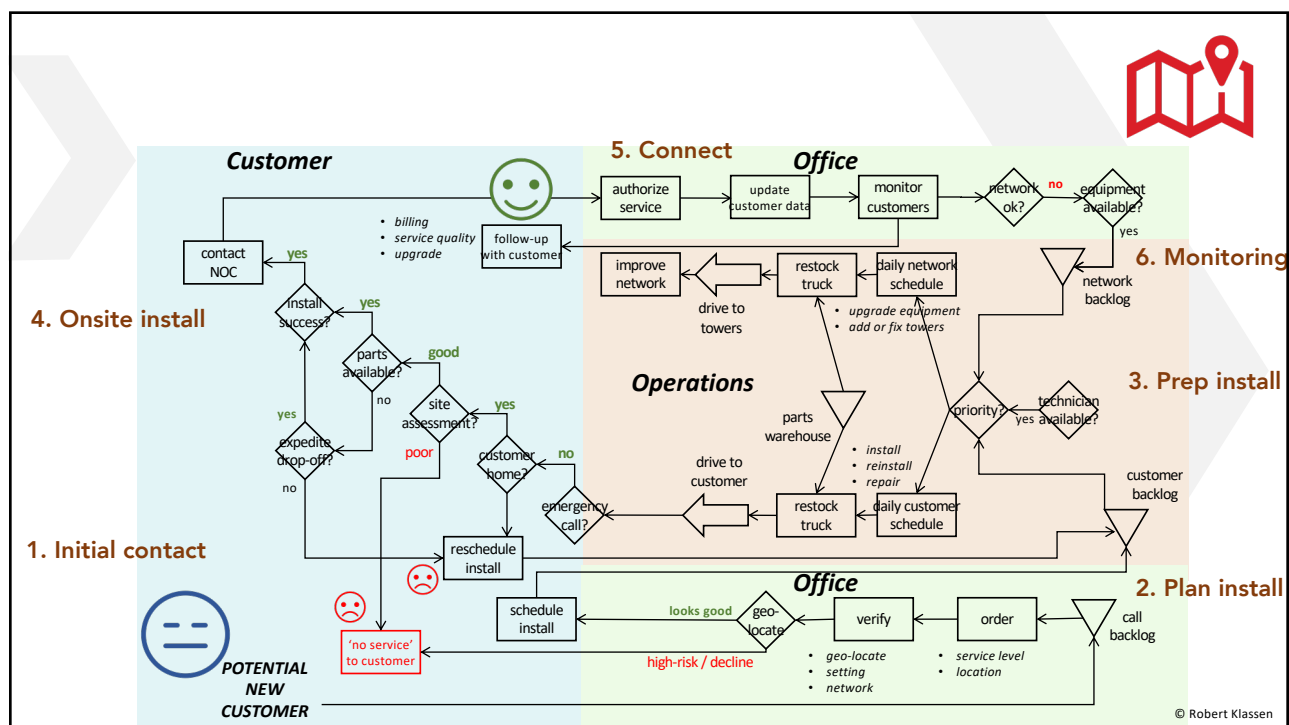 Customer
5. Connect
Office
authorize
service
update
customer data
monitor
customers
network
ok?
no
equipment
available?
yes
• billing
• service quality
• upgrade
follow-up
with customer
contact
NOC
yes
6. Monitoring
improve
network
drive to
towers
restock
truck
daily network
schedule
network
backlog
• upgrade equipment
• add or fix towers
4. Onsite install
install
success?
yes
parts
available?
good
no
site
assessment?
yes
poor
customer
home?
no
yes
expedite
drop-off?
no
emergency
call?
Operations
3. Prep install
priority?
yes
technician
available?
parts
warehouse
• install
• reinstall
• repair
drive to
customer
restock
truck
daily customer
schedule
customer
backlog
1. Initial contact
reschedule
install
Office
2. Plan install
schedule
install
looks good
geo-
locate
verify
order
call
backlog
'no service'
to customer
high-risk / decline
• geo-locate
• setting
• network
• service level
• location
POTENTIAL
NEW
CUSTOMER
© Robert Klassen